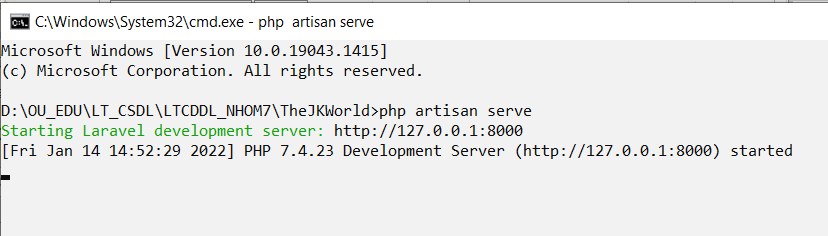 C:\Windows\System32\cmd.exe - php  artisan serve
Microsoft Windows [Version 10.0.19043.1415]
(c) Microsoft Corporation. All rights reserved.
D:\OU_EDU\LT_CSDL\LTCDDL_NHOM7\TheJKWorld>php artisan serve
Starting Laravel development server: http://127.0.0.1:8000
[Fri Jan 14 14:52:29 2022] PHP 7.4.23 Development Server (http://127.0.0.1:8000) started